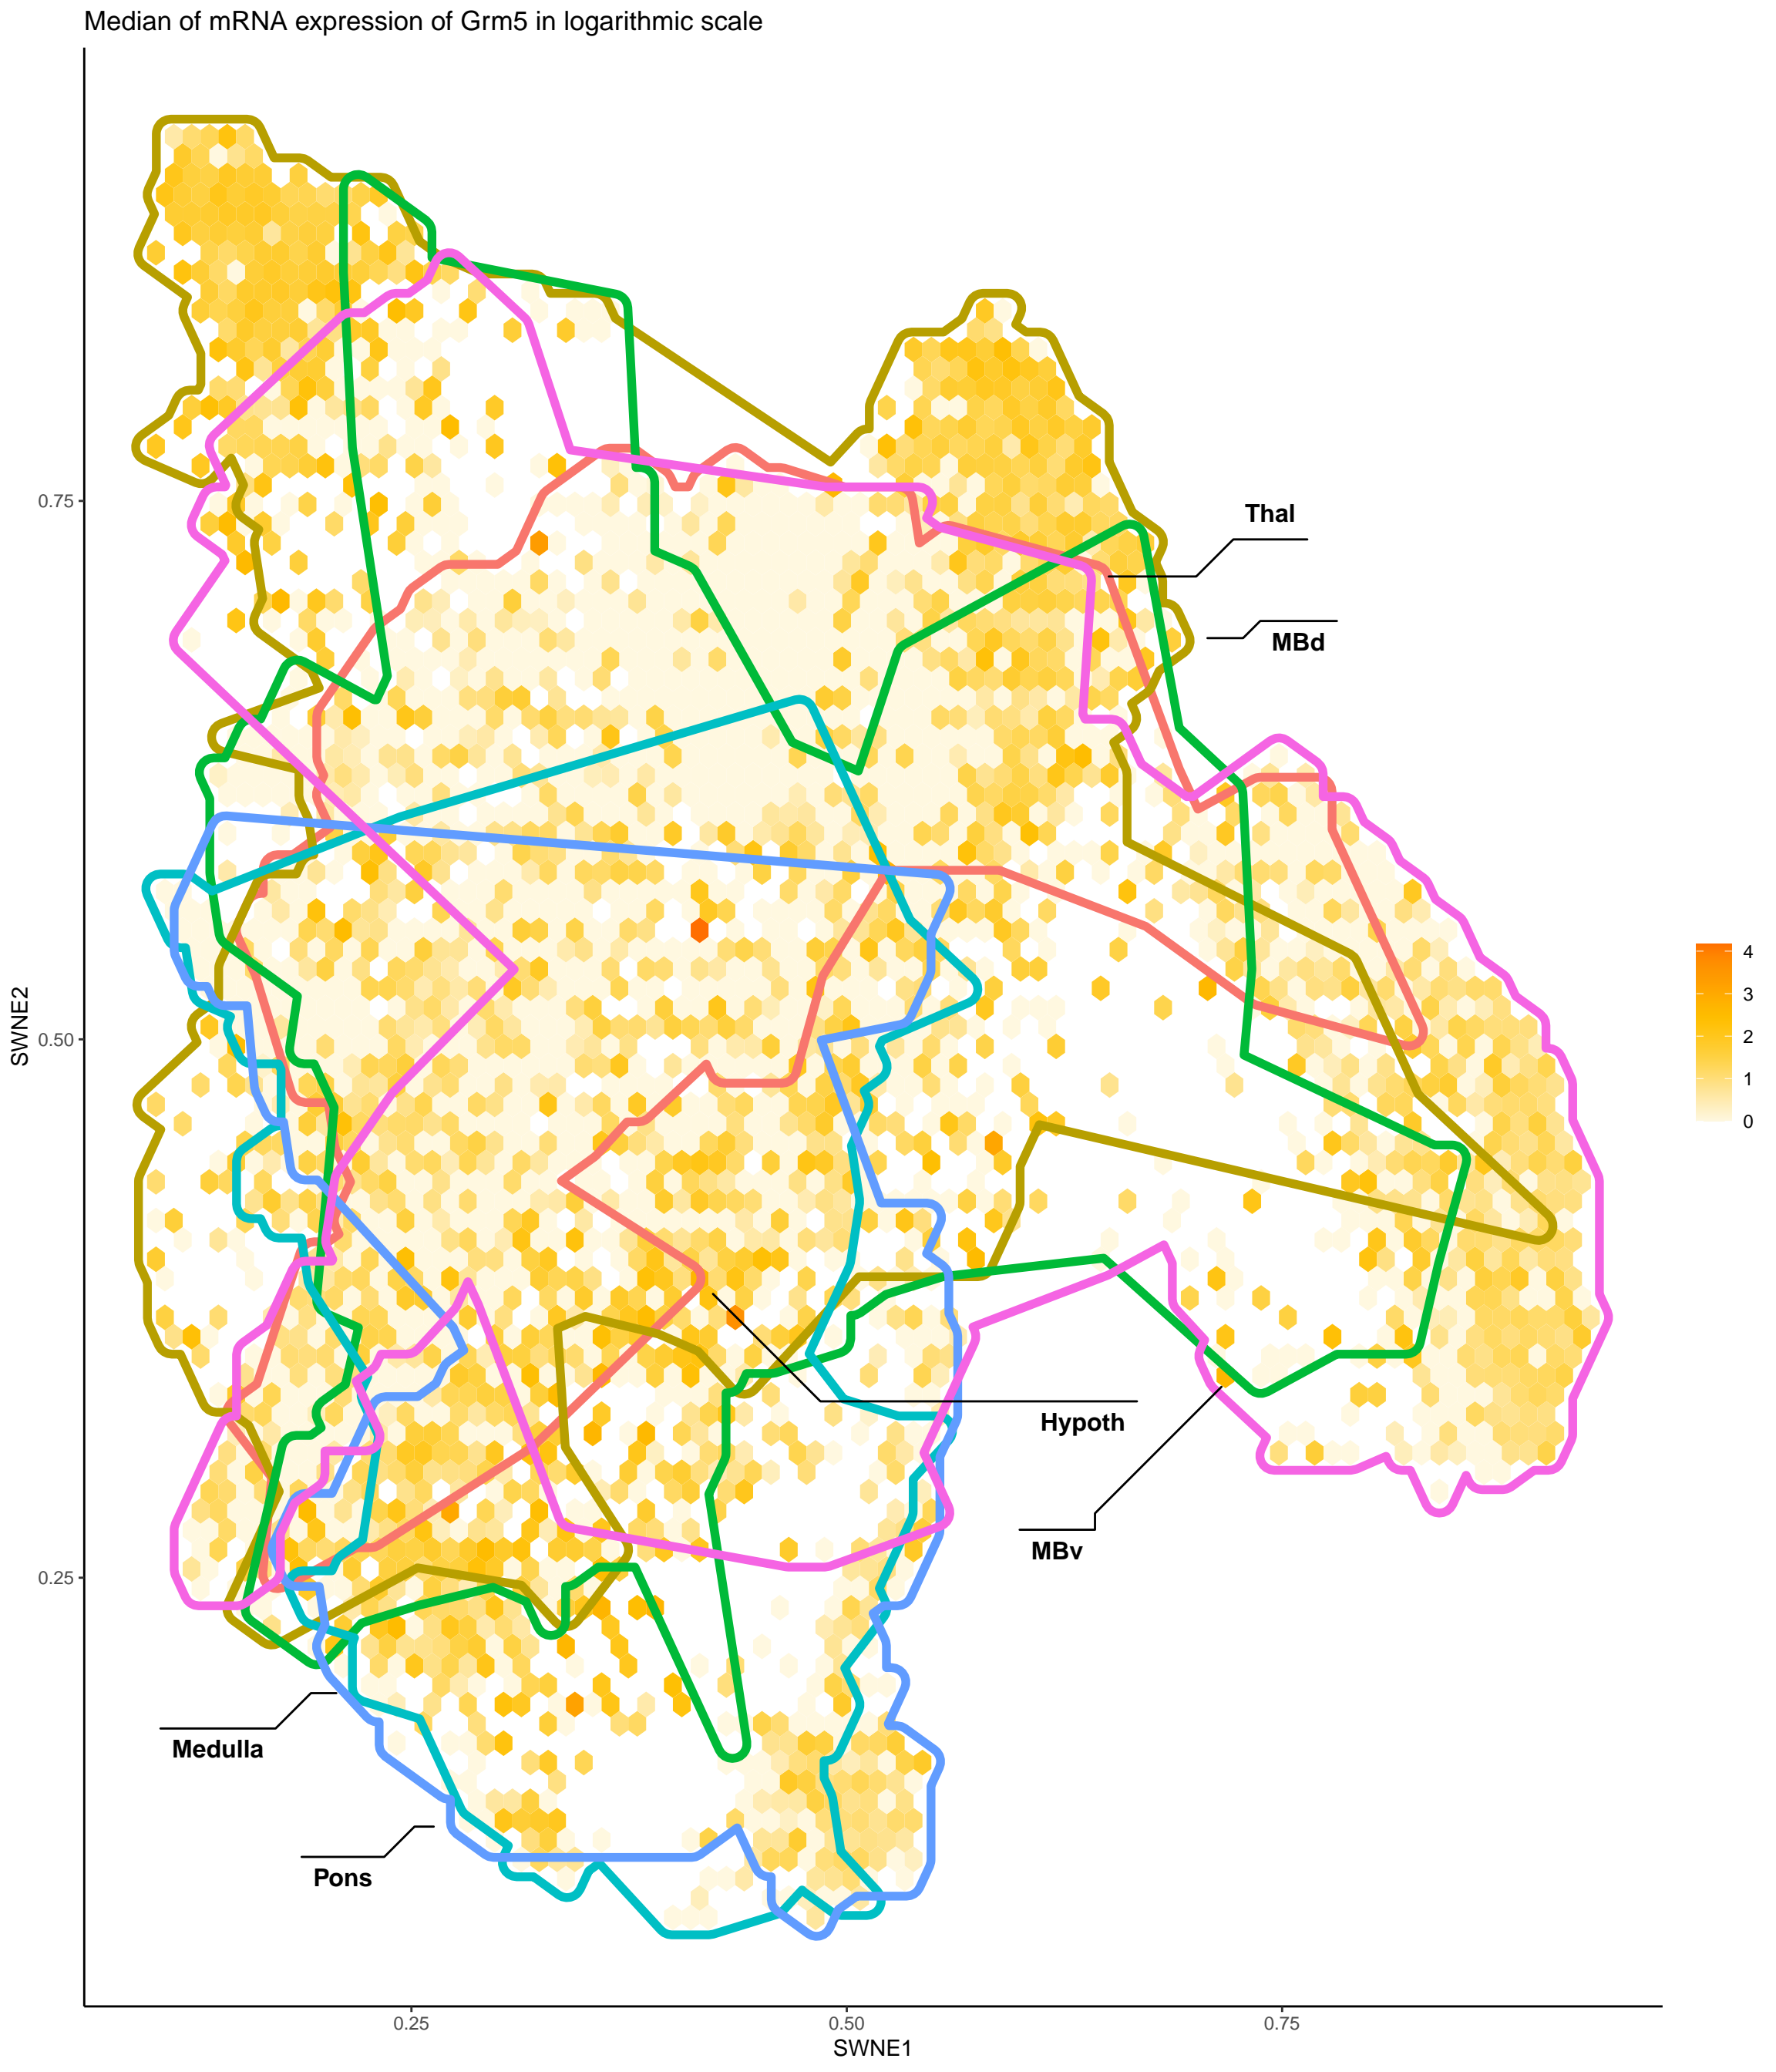 Median of mRNA expression of Grm5 in logarithmic scale
Thal
MBd
0.75
4
3
SWNE2
0.50
2
1
0
Hypoth
MBv
0.25
Medulla
Pons
0.25
0.50
0.75
SWNE1